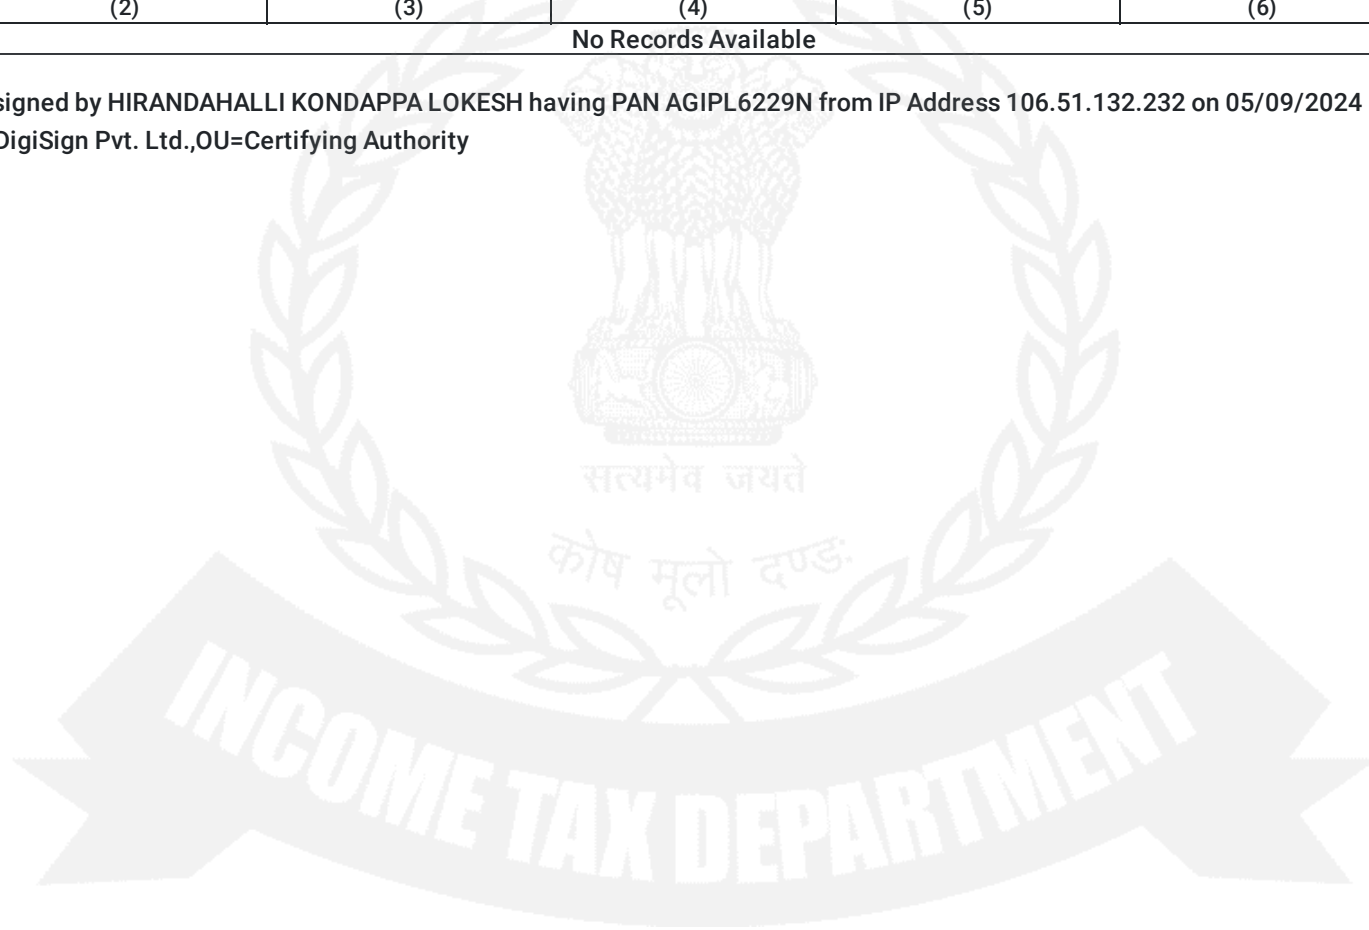 (2) (3) (4) (5) (6)
No Records Available
signed by HIRANDAHALLI KONDAPPA LOKESH having PAN AGIPL6229N from IP Address 106.51.132.232 on 05/09/2024
DigiSign Pvt. Ltd.,OU=Certifying Authority
सत्यमेव जयते
कोष मूलो दण्डः
INCOME TAX DEPARTMENT